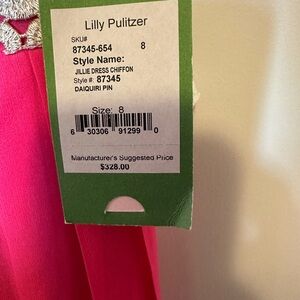 Lilly Pulitzer
SKU#
87345-654 8
Style Name:
JILLIE DRESS CHIFFON
Style #: 87345
DAIQUIRI PIN
Size: 8
6 30306 91299 0
Manufacturer's Suggested Price
$328.00